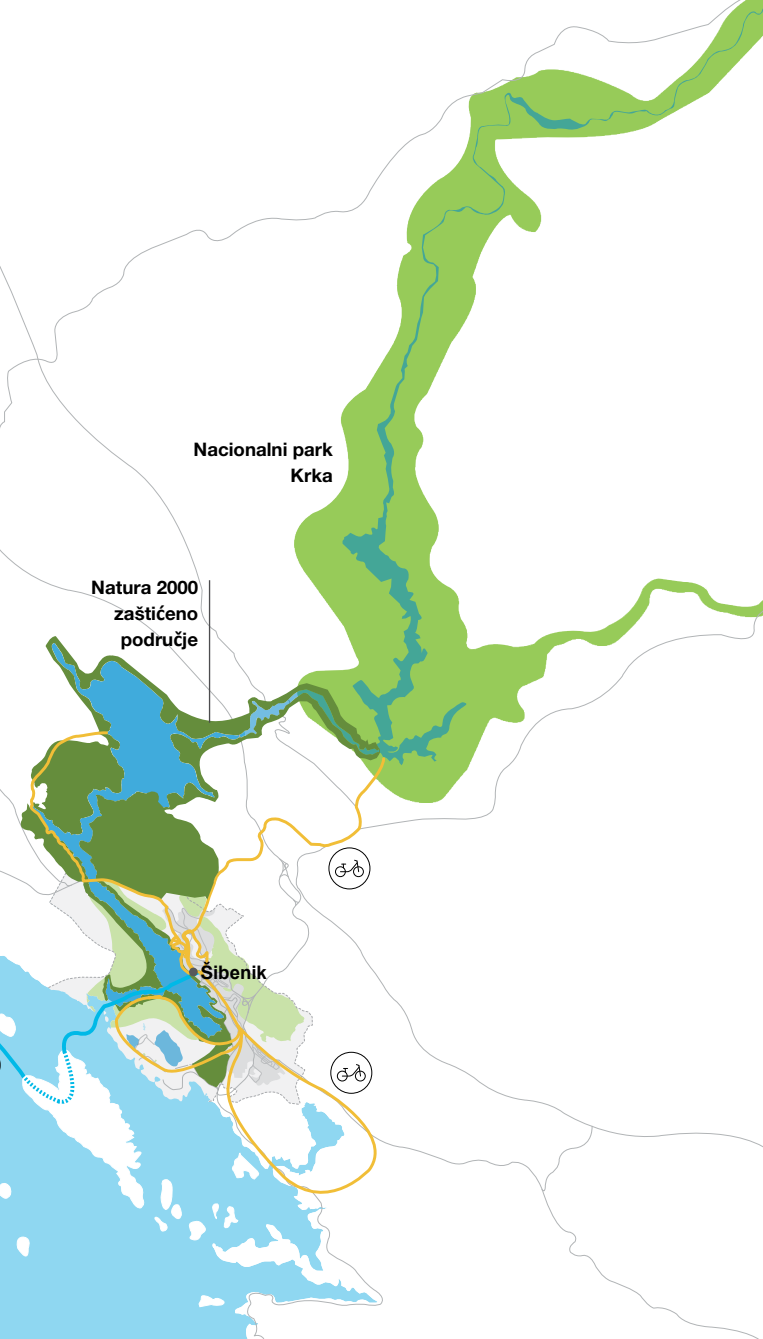 Nacionalni park
Krka
Natura 2000
zaštićeno
područje
Šibenik